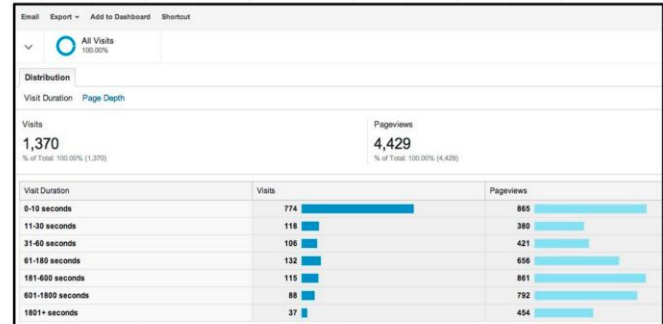 Email Export Add to Dashboard Shortcut
All Visits
100.00%
Distribution
Visit Duration Page Depth
Visits Pageviews
1,370 4,429
% of Total: 100.00% (1,370) % of Total: 100.00% (4,429)
Visit Duration Visits Pageviews
0-10 seconds 774 865
11-30 seconds 118 380
31-60 seconds 106 421
61-180 seconds 132 656
181-600 seconds 115 861
601-1800 seconds 88 792
1801+ seconds 37 454